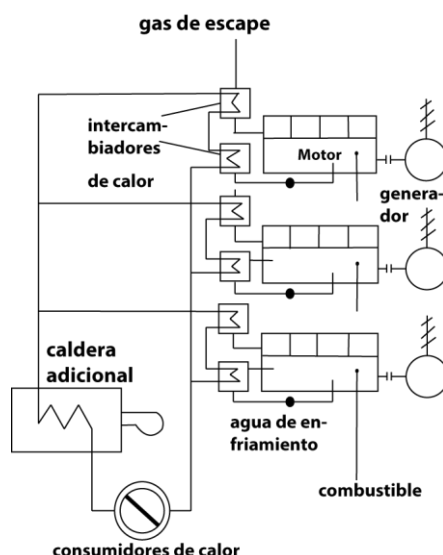 gas de escape
intercam-
biadores
de calor
Motor
genera-
dor
caldera
adicional
agua de en-
friamiento
combustible
consumidores de calor